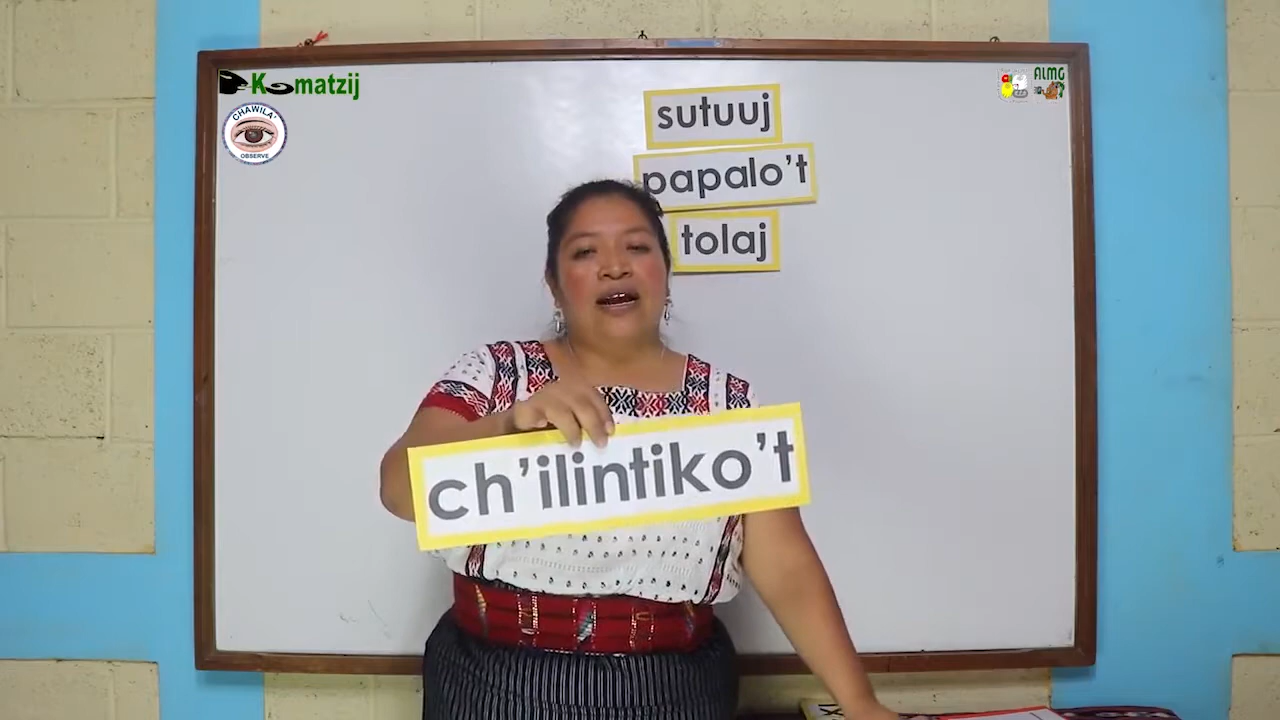 Komatzij
CHAWILA'
OBSERVE
ALMG
sutuuj
papalo't
tolaj
ch'ilintiko't